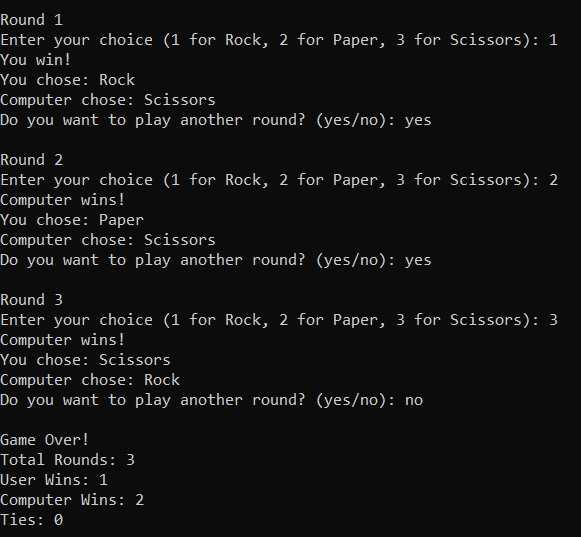 Round 1
Enter your choice (1 for Rock, 2 for Paper, 3 for Scissors): 1
You win!
You chose: Rock
Computer chose: Scissors
Do you want to play another round? (yes/no): yes
Round 2
Enter your choice (1 for Rock, 2 for Paper, 3 for Scissors): 2
Computer wins!
You chose: Paper
Computer chose: Scissors
Do you want to play another round? (yes/no): yes
Round 3
Enter your choice (1 for Rock, 2 for Paper, 3 for Scissors): 3
Computer wins!
You chose: Scissors
Computer chose: Rock
Do you want to play another round? (yes/no): no
Game Over!
Total Rounds: 3
User Wins: 1
Computer Wins: 2
Ties: 0